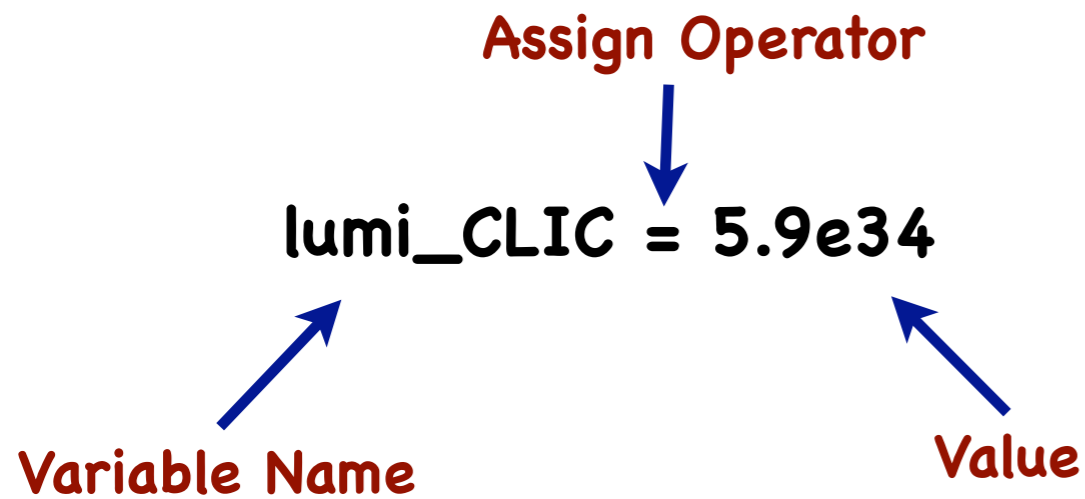 Assign Operator
lumi_CLIC = 5.9e34
Variable Name
Value